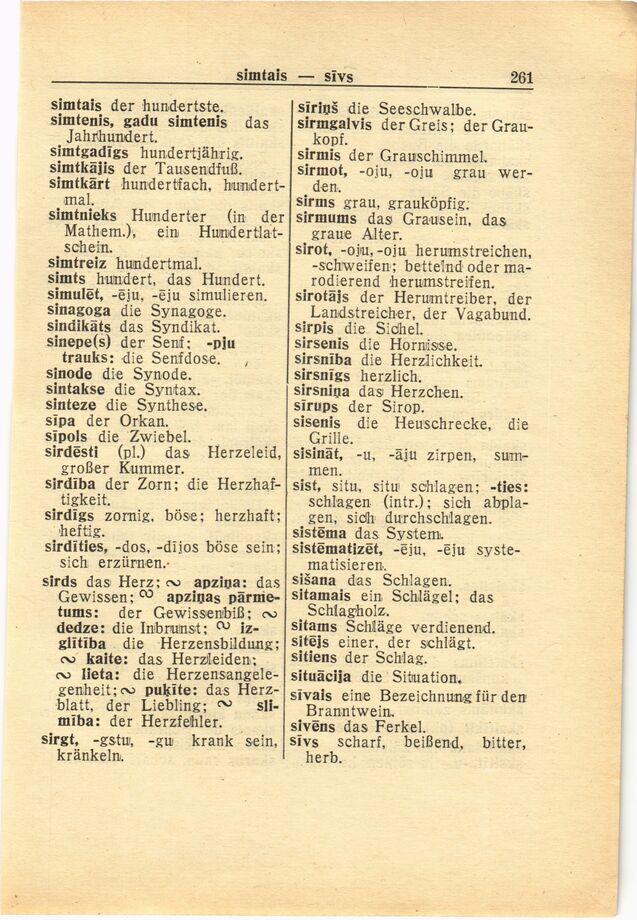 simtais — sīvs 261
simtais der hundertste.
simtenis, gadu simtenis das
Jahrhundert.
simtgadīgs hundertjährig.
simtkājis der Tausendfuß.
simtkārt hundertfach, hundert-
mal.
simtnieks Hunderter (in der
Mathem.), ein Hundertlat-
schein.
simtreiz hundertmal.
simts hundert, das Hundert.
simulēt, -ēju, -ēju simulieren.
sinagoga die Synagoge.
sindikāts das Syndikat.
sinepe(s) der Senf; -pju
trauks: die Senfdose.
sinode die Synode.
sintakse die Syntax.
sinteze die Synthese.
sīpa der Orkan.
sīpols die Zwiebel.
sirdēsti (pl.) das Herzeleid,
großer Kummer.
sirdība der Zorn; die Herzhaf-
tigkeit.
sirdīgs zornig, böse; herzhaft;
heftig.
sirdīties, -dos, -dījos böse sein;
sich erzürnen.
sirds das Herz; ∾ apziņa: das
Gewissen; ∾ apziņas pārme-
tums: der Gewissenbiß; ∾
dedze: die Inbrunst; ∾ iz-
glītība die Herzensbildung;
∾ kaite: das Herzleiden;
∾ lieta: die Herzensangele-
genheit; ∾ puķīte: das Herz-
blatt, der Liebling; ∾ sli-
mība: der Herzfehler.
sirgt, -gstu, -gu krank sein,
kränkeln.
sīriņš die Seeschwalbe.
sirmgalvis der Greis; der Grau-
kopf.
sirmis der Grauschimmel.
sirmot, -oju, -oju grau wer-
den.
sirms grau, grauköpfig.
sirmums das Grausein, das
graue Alter.
sirot, -oju, -oju herumstreichen,
-schweifen; bettelnd oder ma-
rodierend herumstreifen.
sirotājs der Herumtreiber, der
Landstreicher, der Vagabund.
sirpis die Sichel.
sirsenis die Hornisse.
sirsnība die Herzlichkeit.
sirsnīgs herzlich.
sirsniņa das Herzchen.
sīrups der Sirop.
sisenis die Heuschrecke, die
Grille.
sisināt, -u, -āju zirpen, sum-
men.
sist, situ, situ schlagen; -ties:
schlagen (intr.); sich abpla-
gen, sich durchschlagen.
sistēma das System.
sistēmatizēt, -ēju, -ēju syste-
matisieren.
sišana das Schlagen.
sitamais ein Schlägel; das
Schlagholz.
sitams Schläge verdienend.
sitējs einer, der schlägt.
sitiens der Schlag.
situācija die Situation.
sīvais eine Bezeichnung für den
Branntwein.
sivēns das Ferkel.
sīvs scharf, beißend, bitter,
herb.